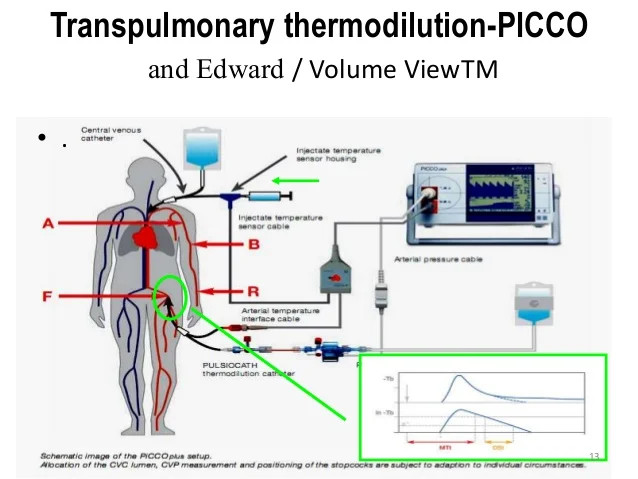 Transpulmonary thermodilution-PICCO
and Edward / Volume ViewTM
Central venous
catheter
Injectate temperature
sensor housing
PICCO plus
A
Injectate temperature
sensor cable
B
Arterial pressure cable
F
R
Arterial temperature
interface cable
PULSIOCATH
thermodilution catheter
P
-Tb
ln -Tb
MTt
DSt
13
Schematic image of the PiCCOplus setup.
Allocation of the CVC lumen, CVP measurement and positioning of the stopcocks are subject to adaption to individual circumstances.